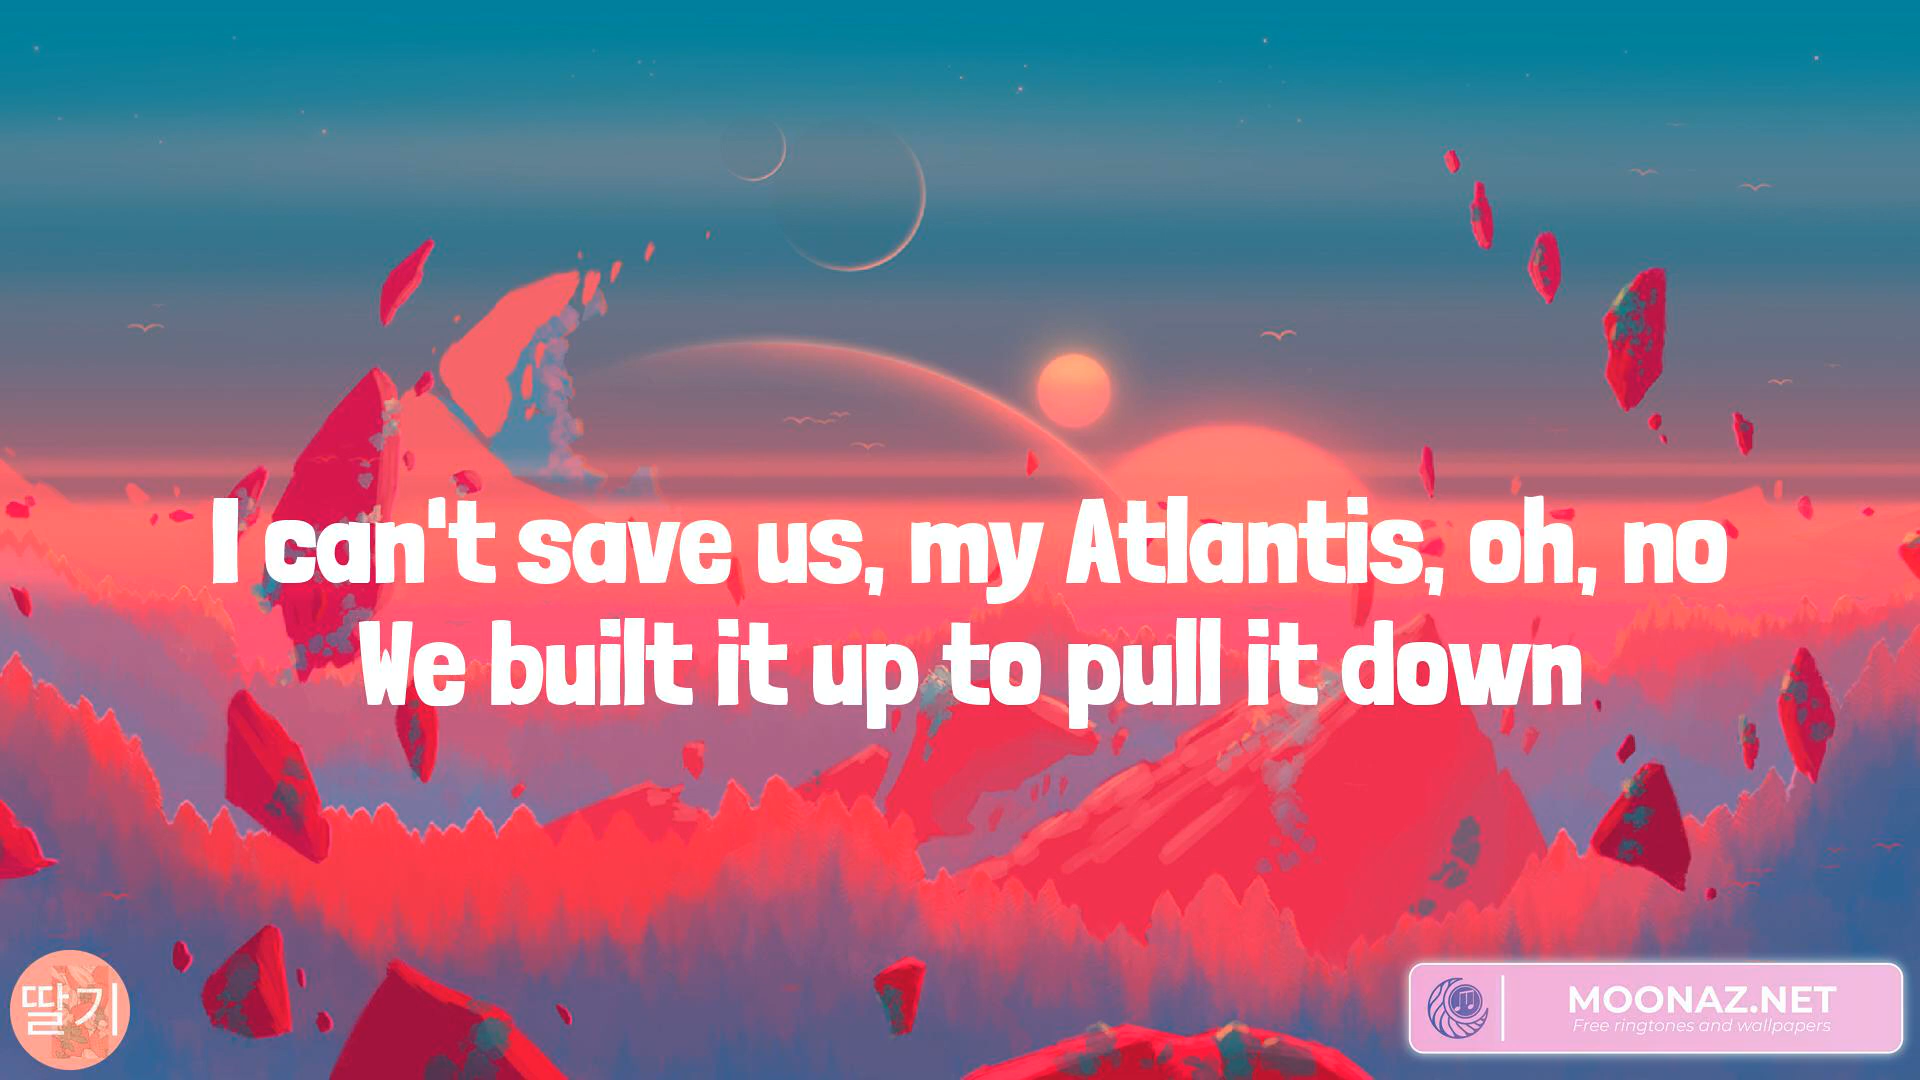 I can't save us, my Atlantis, oh, no
We built it up to pull it down
딸기
MOONAZ.NET
Free ringtones and wallpapers